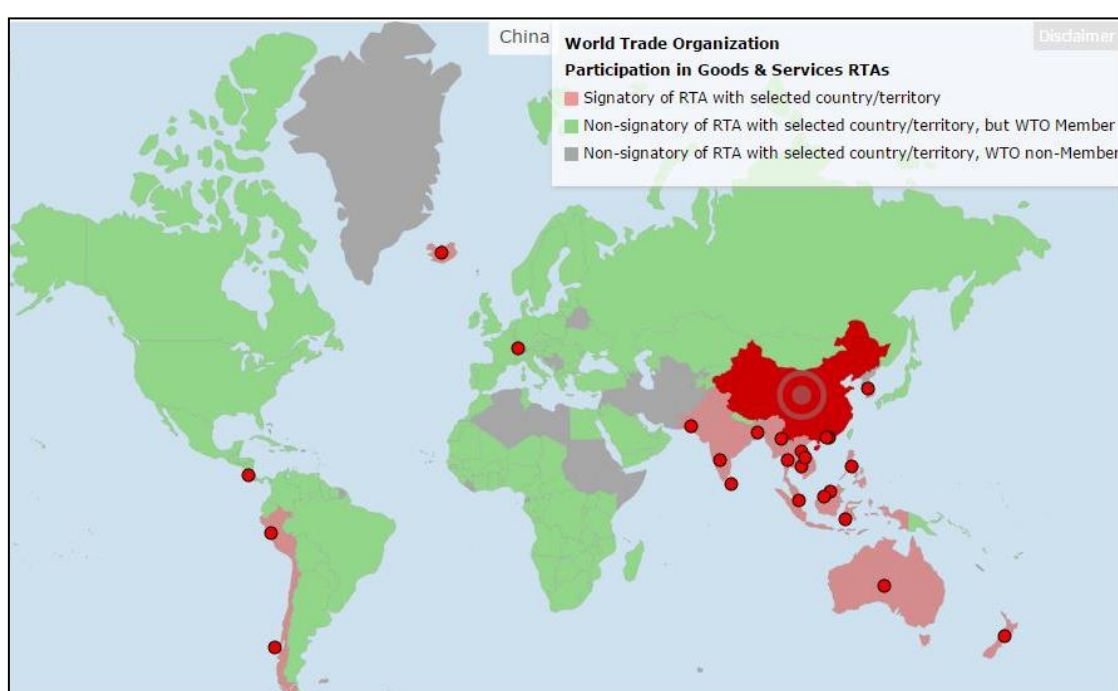 China
Disclaimer
World Trade Organization
Participation in Goods & Services RTAs
Signatory of RTA with selected country/territory
Non-signatory of RTA with selected country/territory, but WTO Member
Non-signatory of RTA with selected country/territory, WTO non-Member